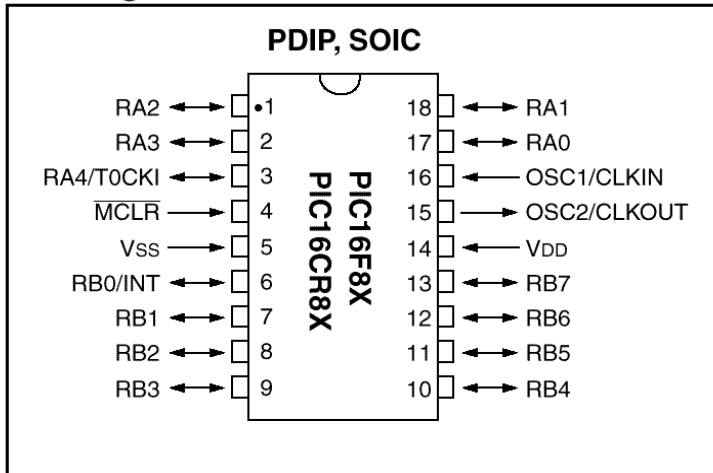 PDIP, SOIC
RA2 •1 18 RA1
RA3 2 17 RA0
RA4/T0CKI 3 16 OSC1/CLKIN
MCLR 4 15 OSC2/CLKOUT
VSS 5 14 VDD
RB0/INT 6 13 RB7
RB1 7 12 RB6
RB2 8 11 RB5
RB3 9 10 RB4
PIC16F8X
PIC16CR8X